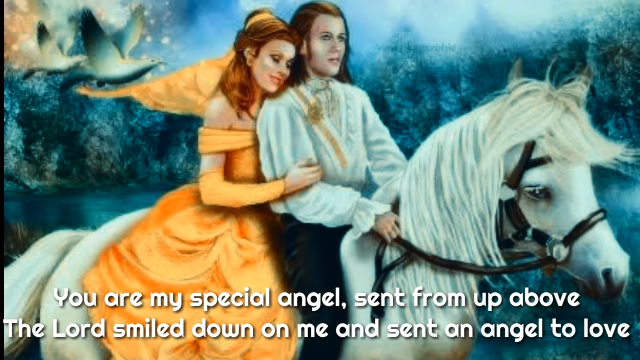 You are my special angel, sent from up above
The Lord smiled down on me and sent an angel to love